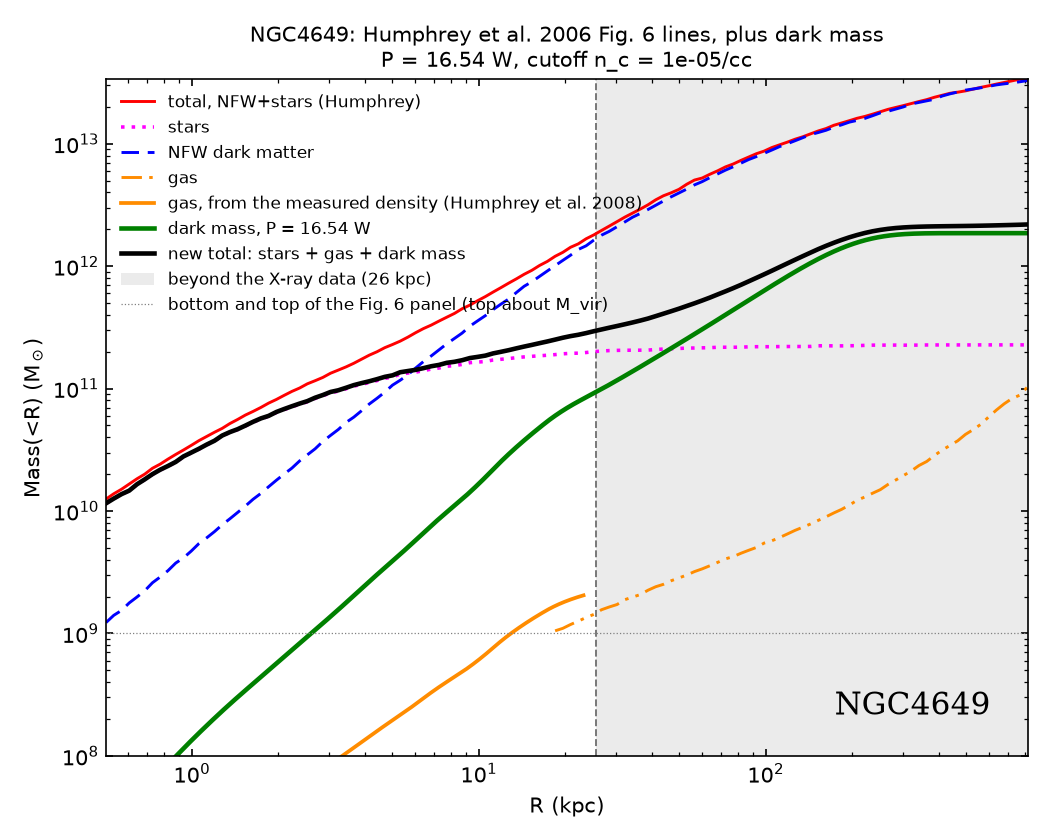 NGC4649: Humphrey et al. 2006 Fig. 6 lines, plus dark mass
P = 16.54 W, cutoff n_c = 1e-05/cc
total, NFW+stars (Humphrey)
stars
NFW dark matter
gas
gas, from the measured density (Humphrey et al. 2008)
dark mass, P = 16.54 W
new total: stars + gas + dark mass
beyond the X-ray data (26 kpc)
bottom and top of the Fig. 6 panel (top about M_vir)
Mass(<R) (M☉)
10¹³
10¹²
10¹¹
10¹⁰
10⁹
10⁸
NGC4649
10⁰ 10¹ 10²
R (kpc)